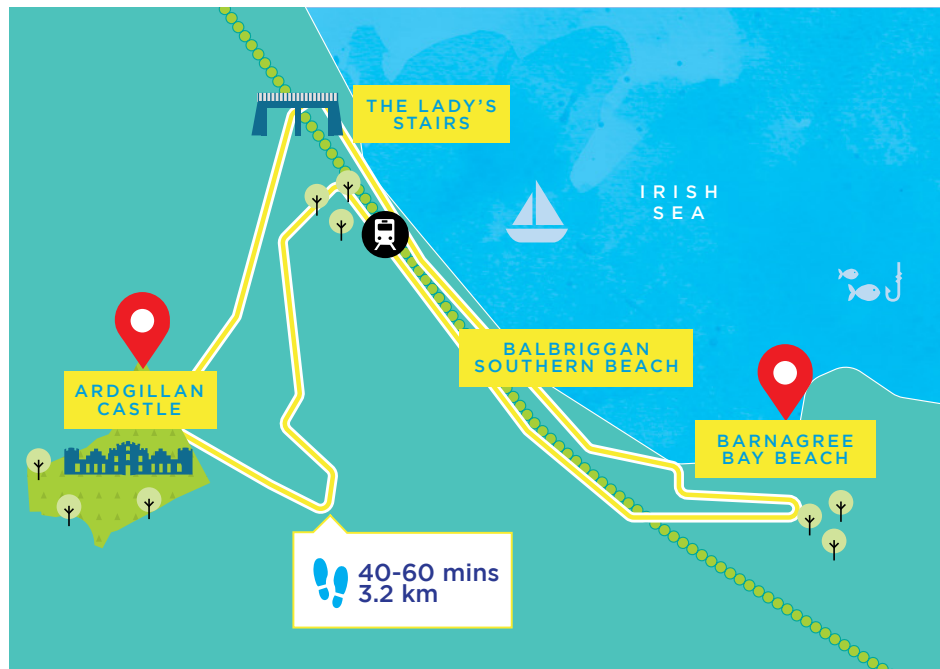 THE LADY'S
STAIRS
IRISH
SEA
BALBRIGGAN
SOUTHERN BEACH
ARDGILLAN
CASTLE
BARNAGREE
BAY BEACH
40-60 mins
3.2 km